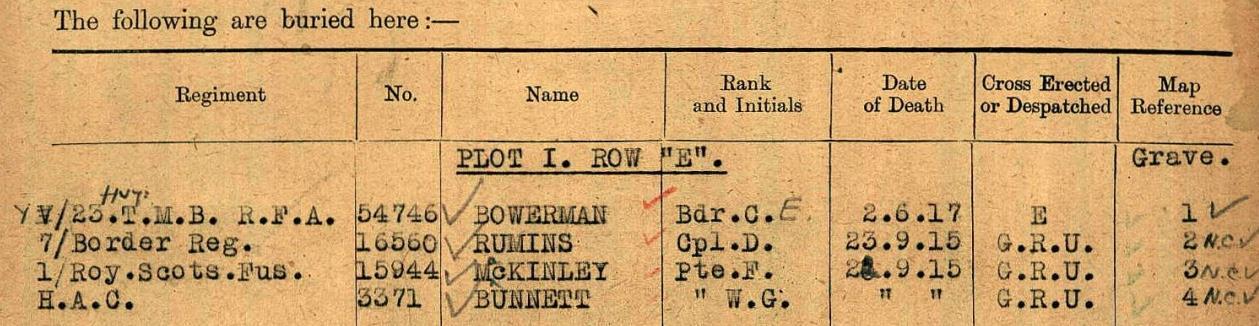 The following are buried here:—
Regiment No. Name Rank and Initials Date of Death Cross Erected or Despatched Map Reference
PLOT I. ROW "E". Grave.
Hvy:
V/23.T.M.B. R.F.A. 54746 BOWERMAN Bdr.C.E. 2.6.17 E 1
7/Border Reg. 16560 RUMINS Cpl.D. 23.9.15 G.R.U. 2 N.C.
1/Roy.Scots.Fus. 15944 McKINLEY Pte.F. .9.15 G.R.U. 3 N.C.
H.A.C. 3371 BUNNETT " W.G. " " G.R.U. 4 N.C.